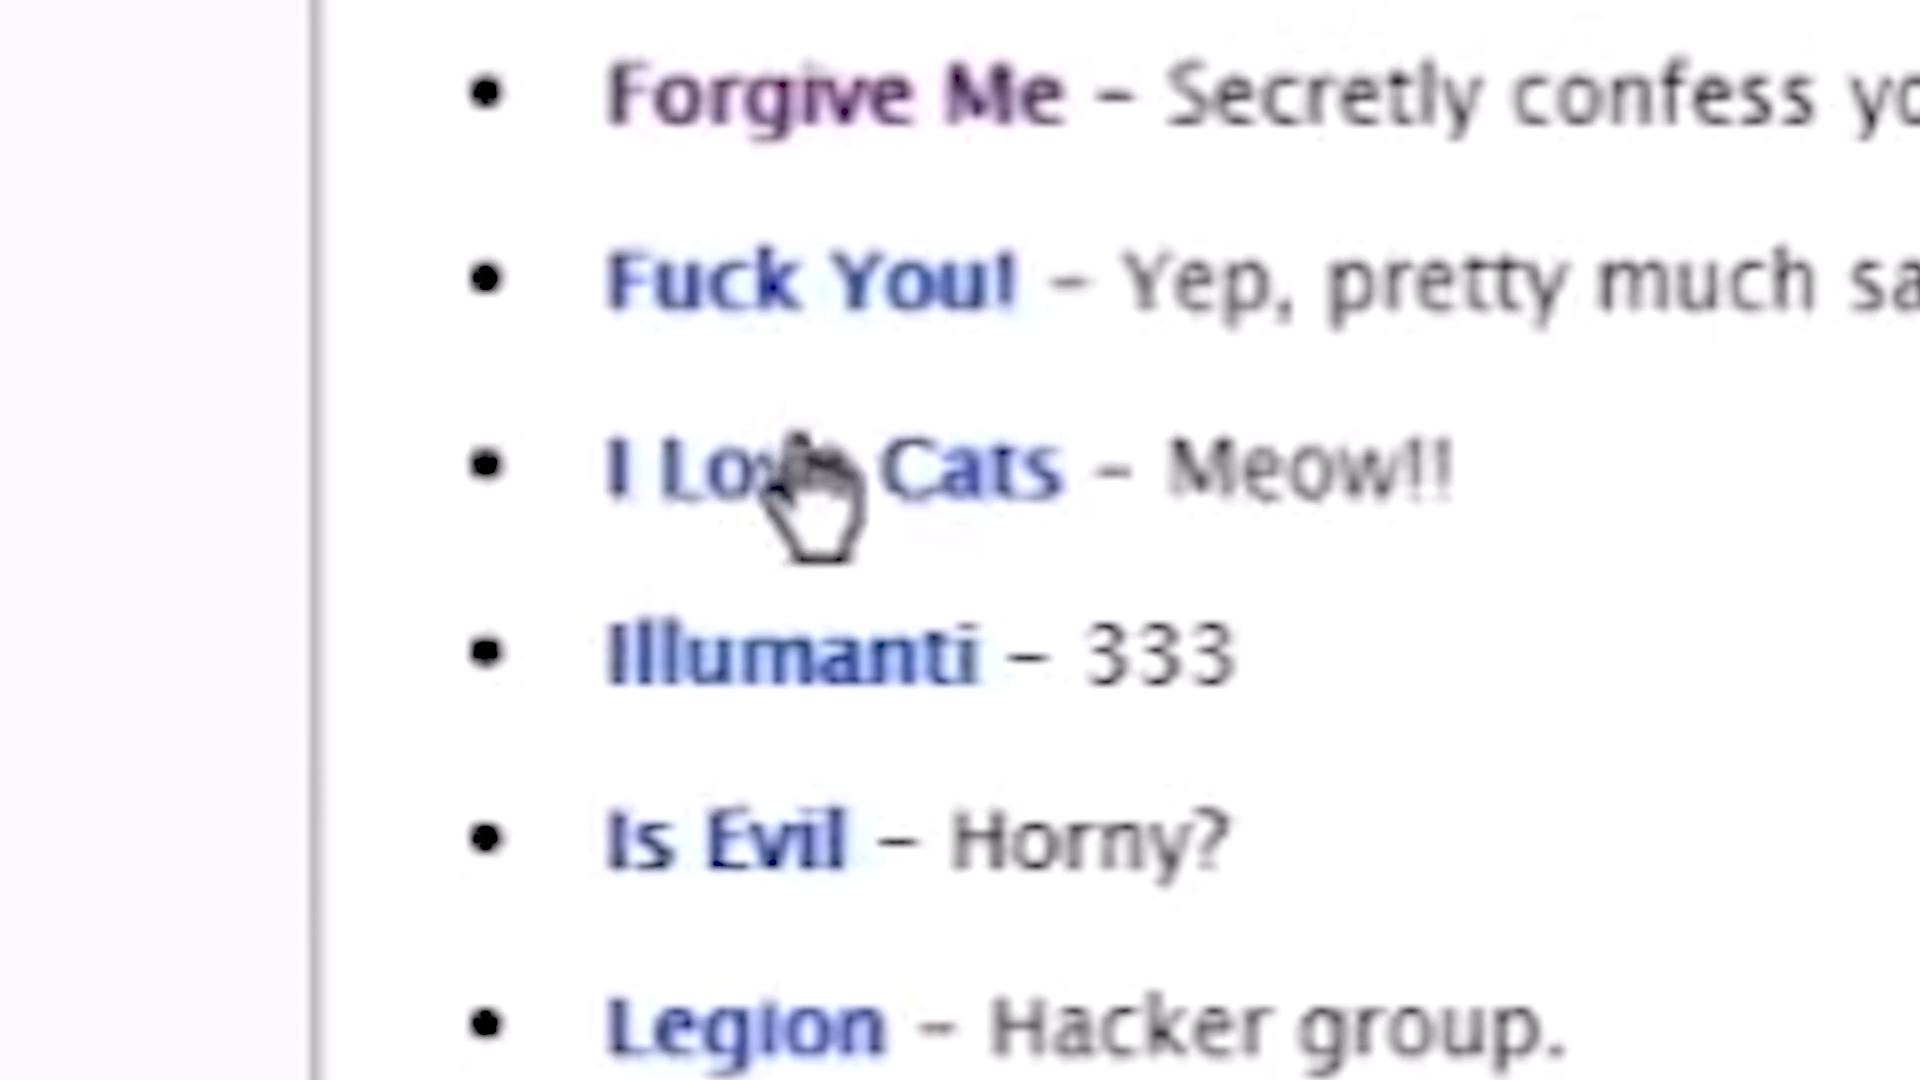 Forgive Me – Secretly confess
Fuck You! – Yep, pretty much
I Cats – Meow!!
Illumanti – 333
Is Evil – Horny?
Legion – Hacker group.